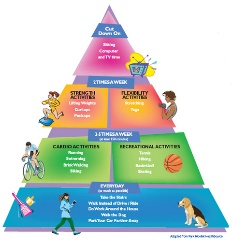 Cut
Down On
Sitting
Computer
and TV time
2 TIMES A WEEK
STRENGTH
ACTIVITIES
Lifting Weights
Curl-ups
Push-ups
FLEXIBILITY
ACTIVITIES
Stretching
Yoga
3-5 TIMES A WEEK
CARDIO ACTIVITIES
Running
Swimming
Brisk Walking
Biking
RECREATIONAL ACTIVITIES
Tennis
Hiking
Basketball
EVERYDAY
Take the Stairs
Walk Instead of Drive / Ride
Do Work Around the House
Walk the Dog
Park Your Car Farther Away